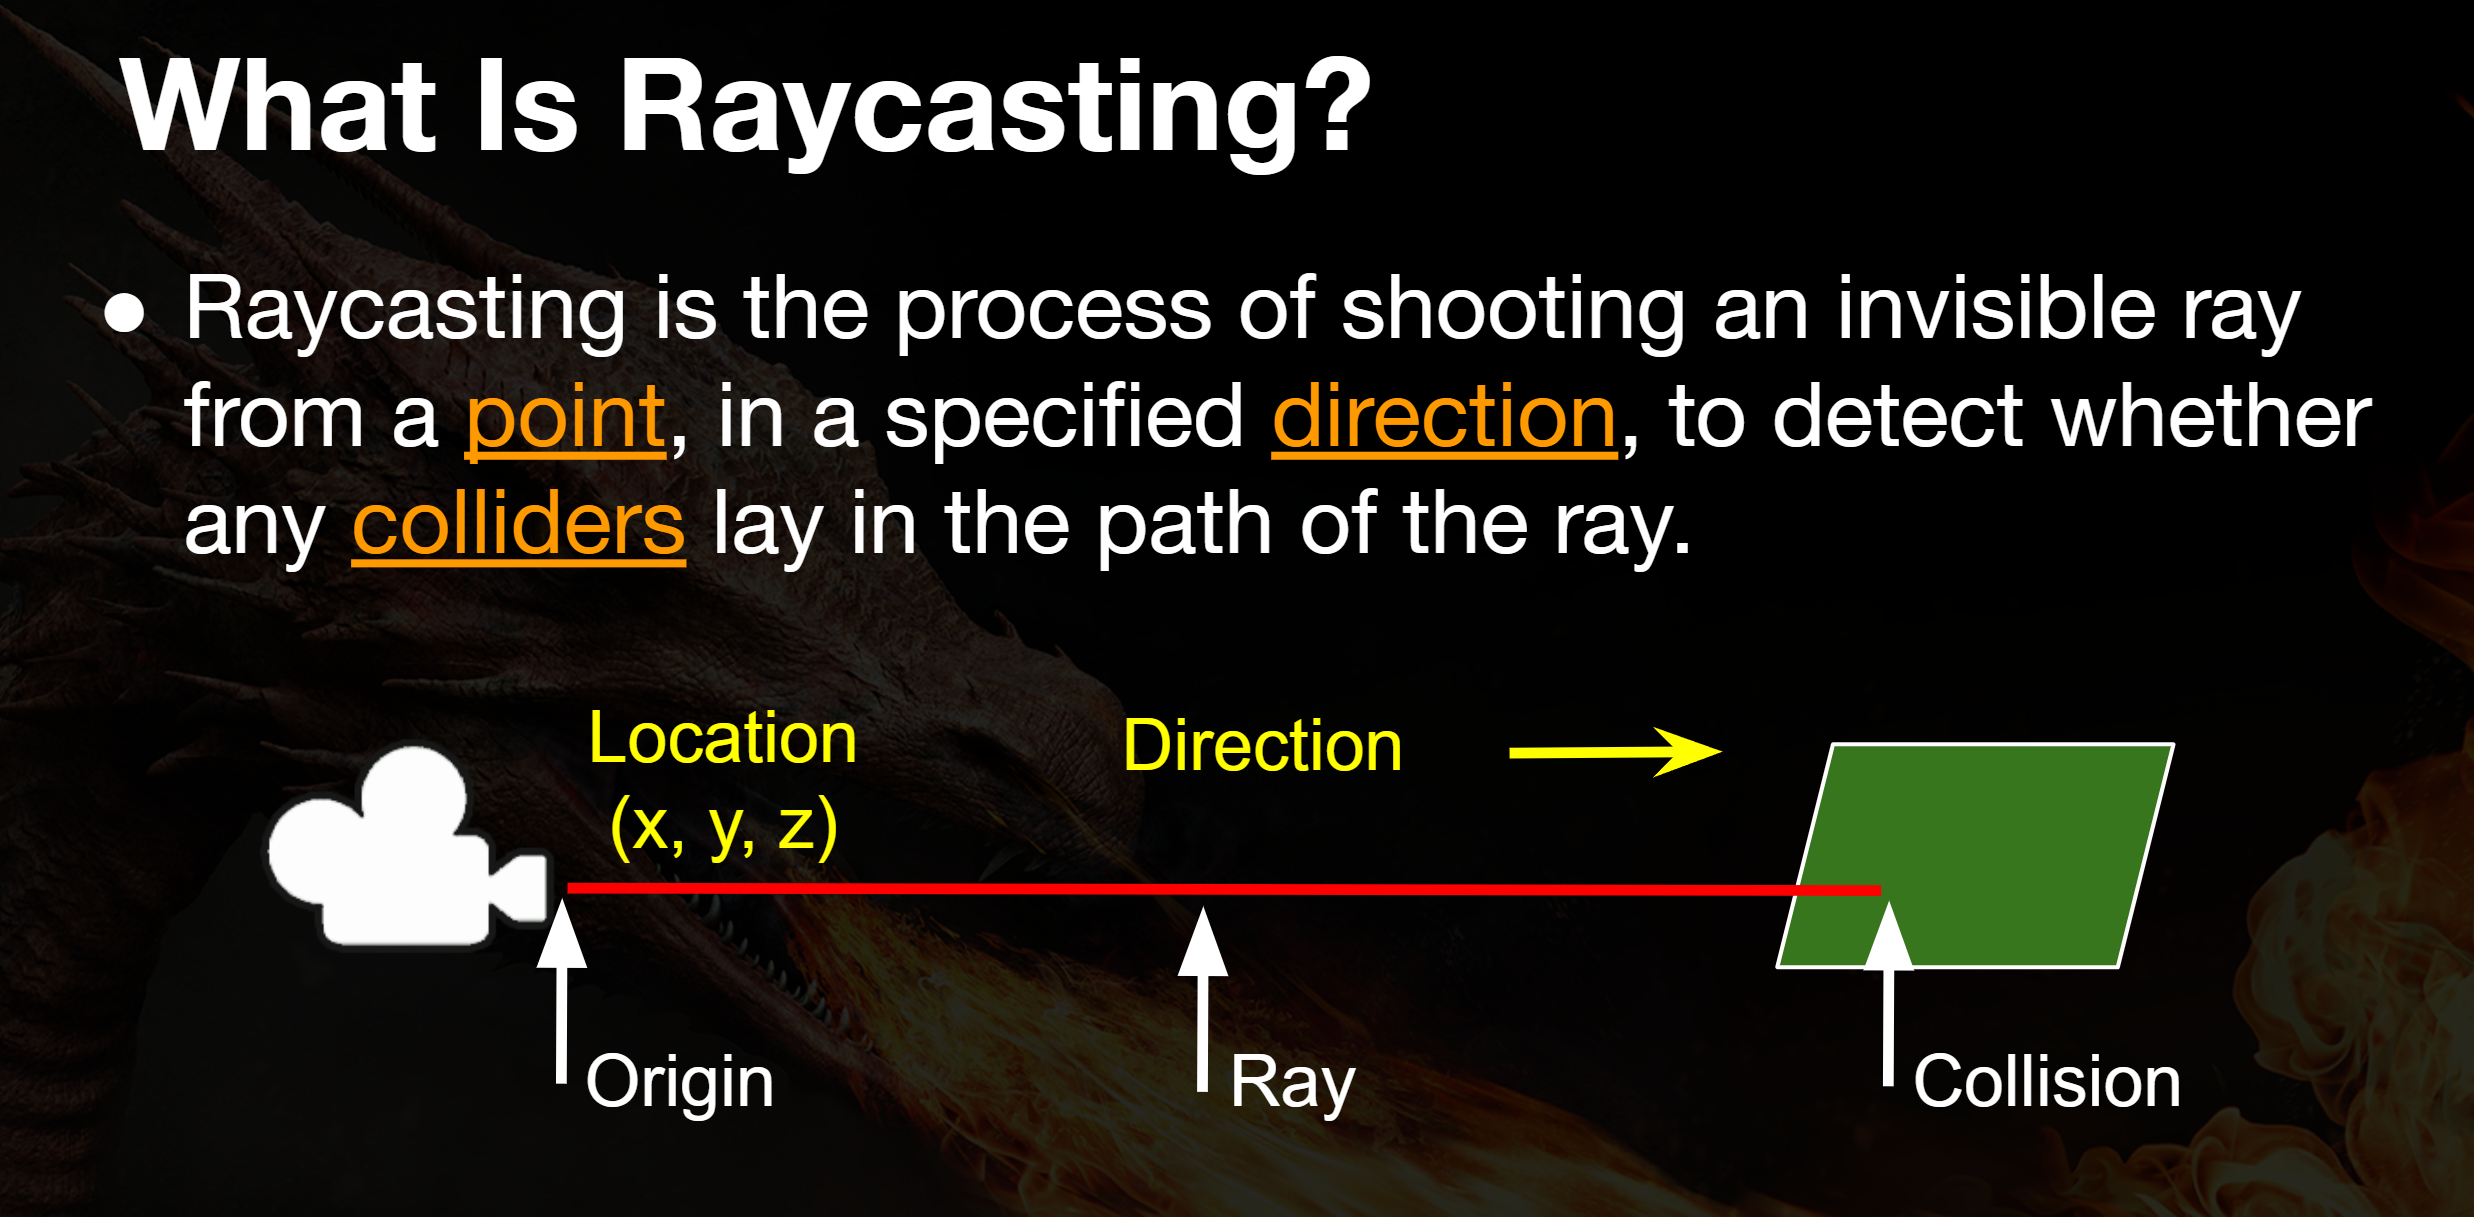 What Is Raycasting?
● Raycasting is the process of shooting an invisible ray
from a point, in a specified direction, to detect whether
any colliders lay in the path of the ray.
Location
(x, y, z)
Direction
Origin
Ray
Collision